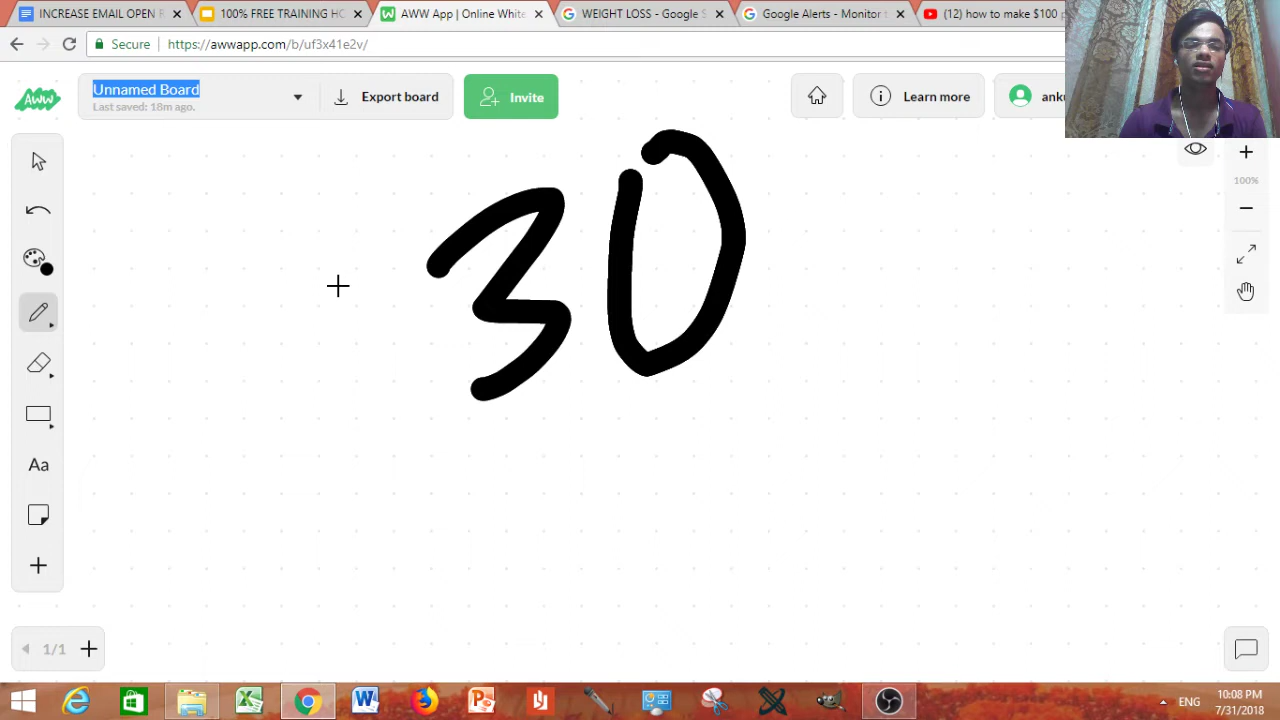 INCREASE EMAIL OPEN R
100% FREE TRAINING HO
AWW App | Online White
WEIGHT LOSS - Google S
Google Alerts - Monitor t
(12) how to make $100 p
Secure https://awwapp.com/b/uf3x41e2v/
AWW
Unnamed Board
Last saved: 18m ago.
Export board
Invite
Learn more
anku
100%
30
Aa
1/1
ENG
10:08 PM
7/31/2018